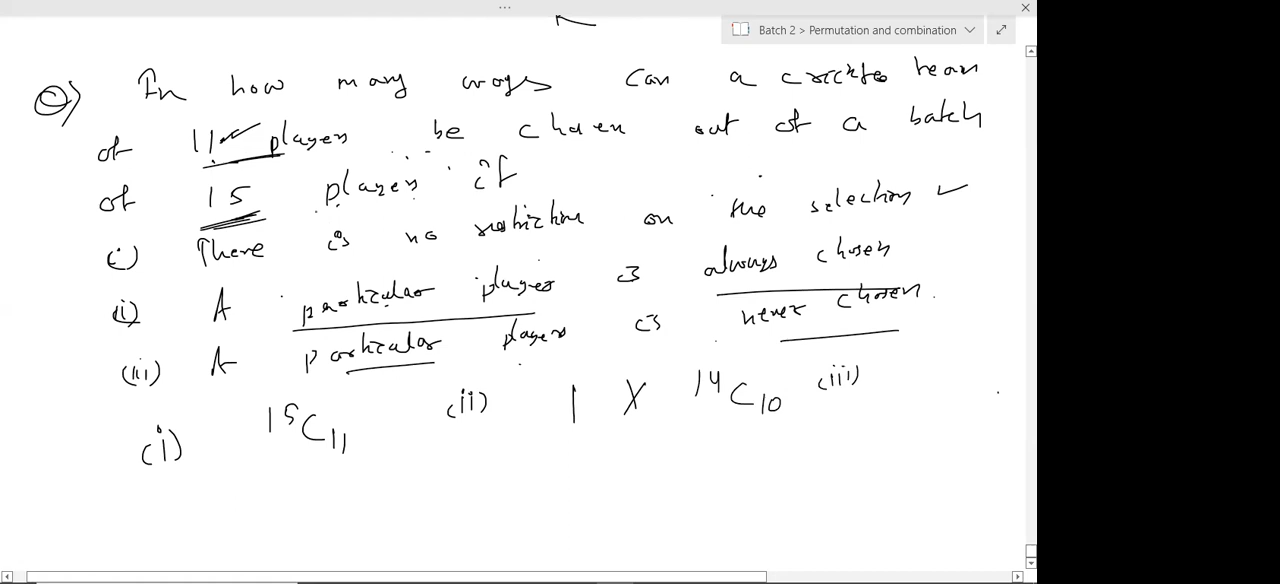 Batch 2 > Permutation and combination
Q) In how many ways can a cricket team
of 11 players be chosen out of a batch
of 15 players if
i) There is no restriction on the selection
(ii) A particular player is always chosen
(iii) A particular player is never chosen.
(i) ¹⁵C₁₁ (ii) 1 X ¹⁴C₁₀ (iii)